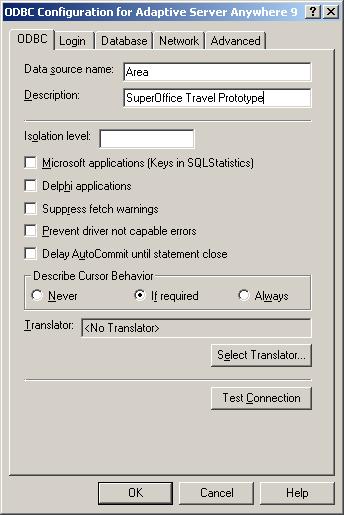 ODBC Configuration for Adaptive Server Anywhere 9
ODBC Login Database Network Advanced
Data source name: Area
Description: SuperOffice Travel Prototype
Isolation level:
Microsoft applications (Keys in SQLStatistics)
Delphi applications
Suppress fetch warnings
Prevent driver not capable errors
Delay AutoCommit until statement close
Describe Cursor Behavior
Never If required Always
Translator: <No Translator>
Select Translator...
Test Connection
OK Cancel Help